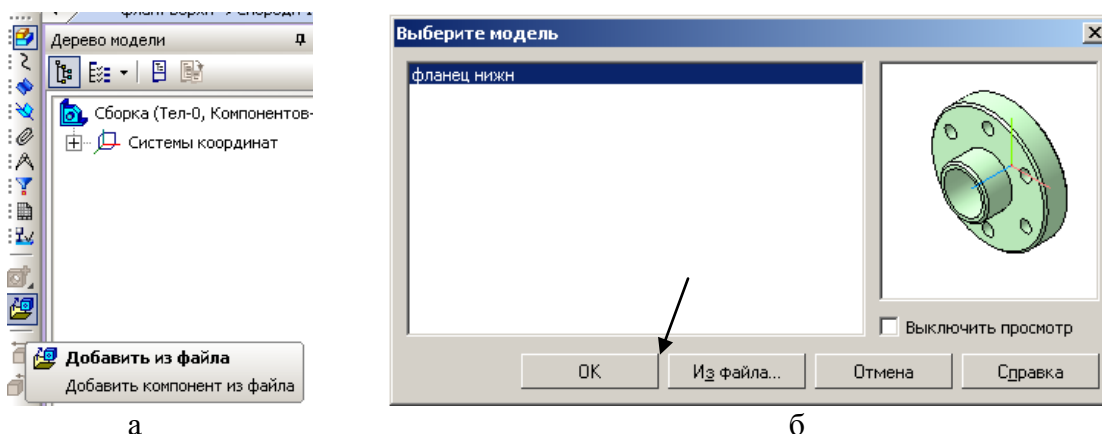 Дерево модели
Сборка (Тел-0, Компонентов-
Системы координат
Добавить из файла
Добавить компонент из файла
а
Выберите модель
фланец нижн
Выключить просмотр
OK
Из файла...
Отмена
Справка
б